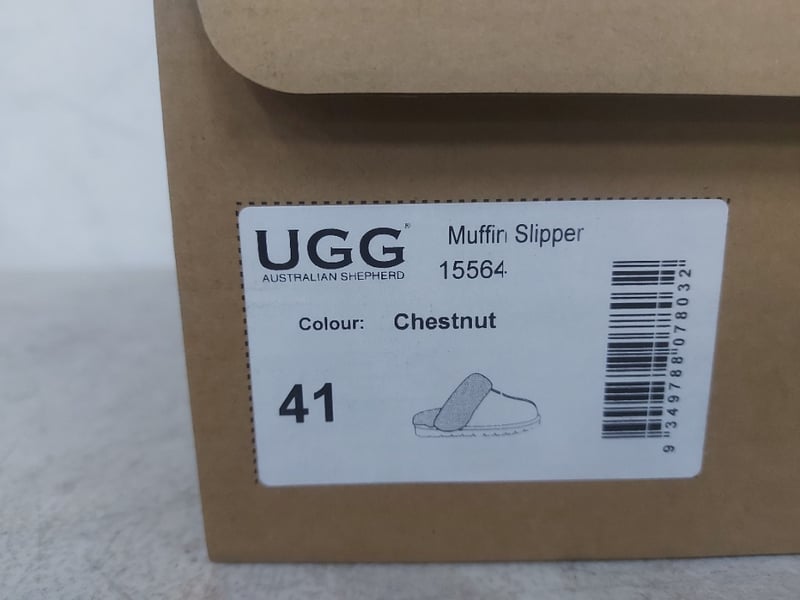 UGG®
AUSTRALIAN SHEPHERD
Muffin Slipper
15564
Colour: Chestnut
41
9 349788 078032